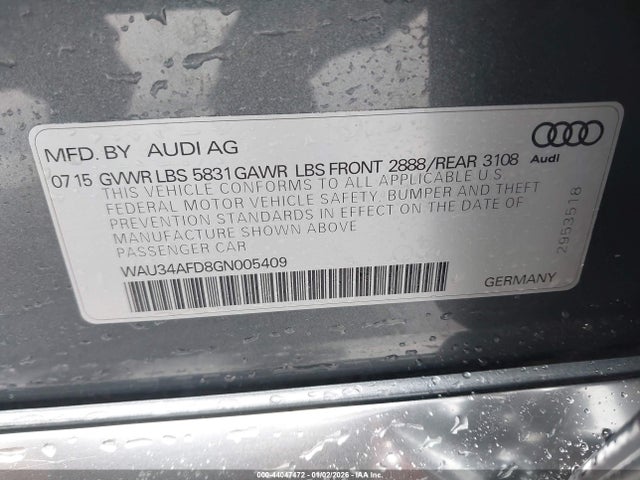 MFD. BY AUDI AG
Audi
07 15 GVWR LBS 5831 GAWR LBS FRONT 2888/REAR 3108
THIS VEHICLE CONFORMS TO ALL APPLICABLE U S
FEDERAL MOTOR VEHICLE SAFETY, BUMPER AND THEFT
PREVENTION STANDARDS IN EFFECT ON THE DATE OF
MANUFACTURE SHOWN ABOVE
PASSENGER CAR
WAU34AFD8GN005409
GERMANY
2953518
000-44047472 - 01/02/2026 - IAA Inc.